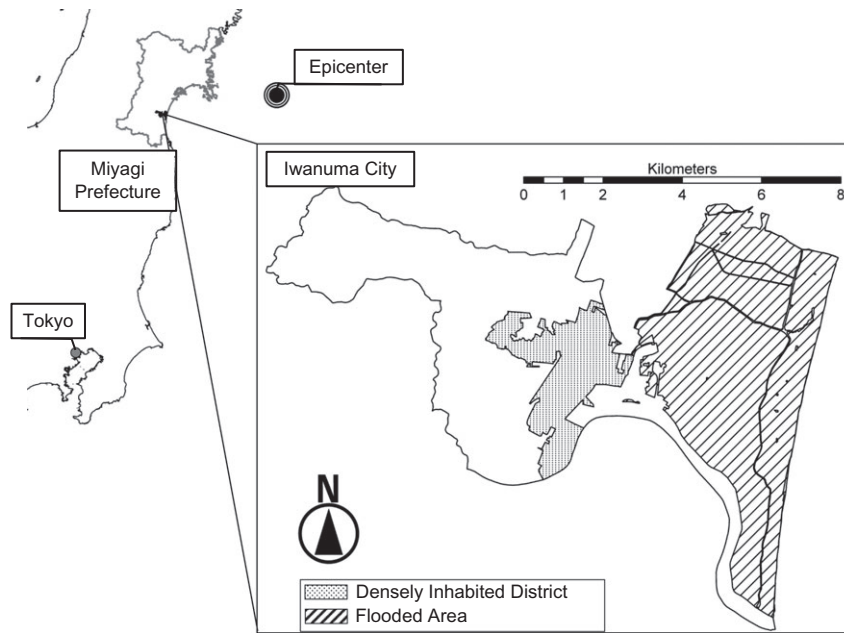 Epicenter
Miyagi
Prefecture
Iwanuma City
Kilometers
0 1 2 4 6 8
Tokyo
N
Densely Inhabited District
Flooded Area